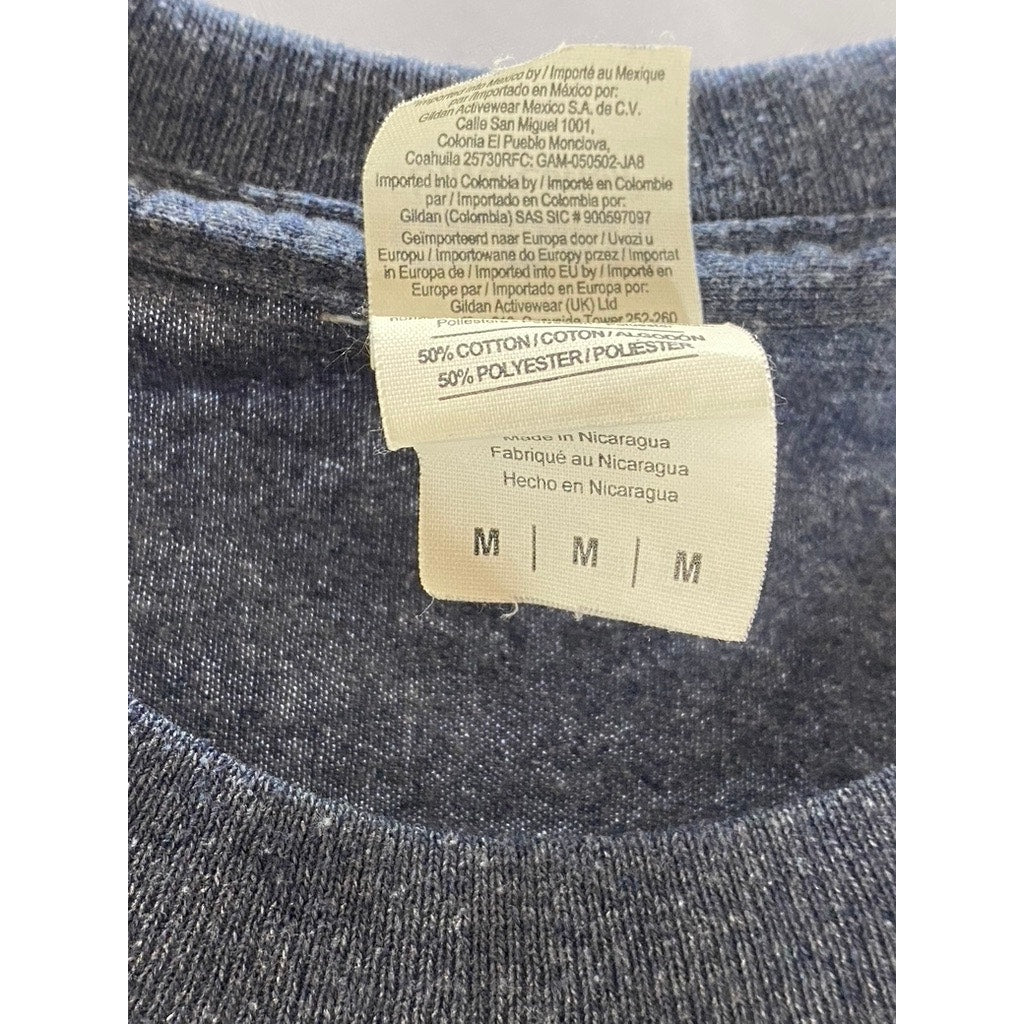 Imported into Mexico by / Importé au Mexique
par / Importado en México por:
Gildan Activewear Mexico S.A. de C.V.
Calle San Miguel 1001,
Colonia El Pueblo Monclova,
Coahuila 25730RFC: GAM-050502-JA8
Imported into Colombia by / Importé en Colombie
par / Importado en Colombia por:
Gildan (Colombia) SAS SIC # 900597097
Geïmporteerd naar Europa door / Uvozi u
Europu / Importowane do Europy przez / Importat
in Europa de / Imported into EU by / Importé en
Europe par / Importado en Europa por:
Gildan Activewear (UK) Ltd
Tower 252-260
50% COTTON / COTON / ALGODÓN
50% POLYESTER / POLIÉSTER
Made in Nicaragua
Fabriqué au Nicaragua
Hecho en Nicaragua
M | M | M